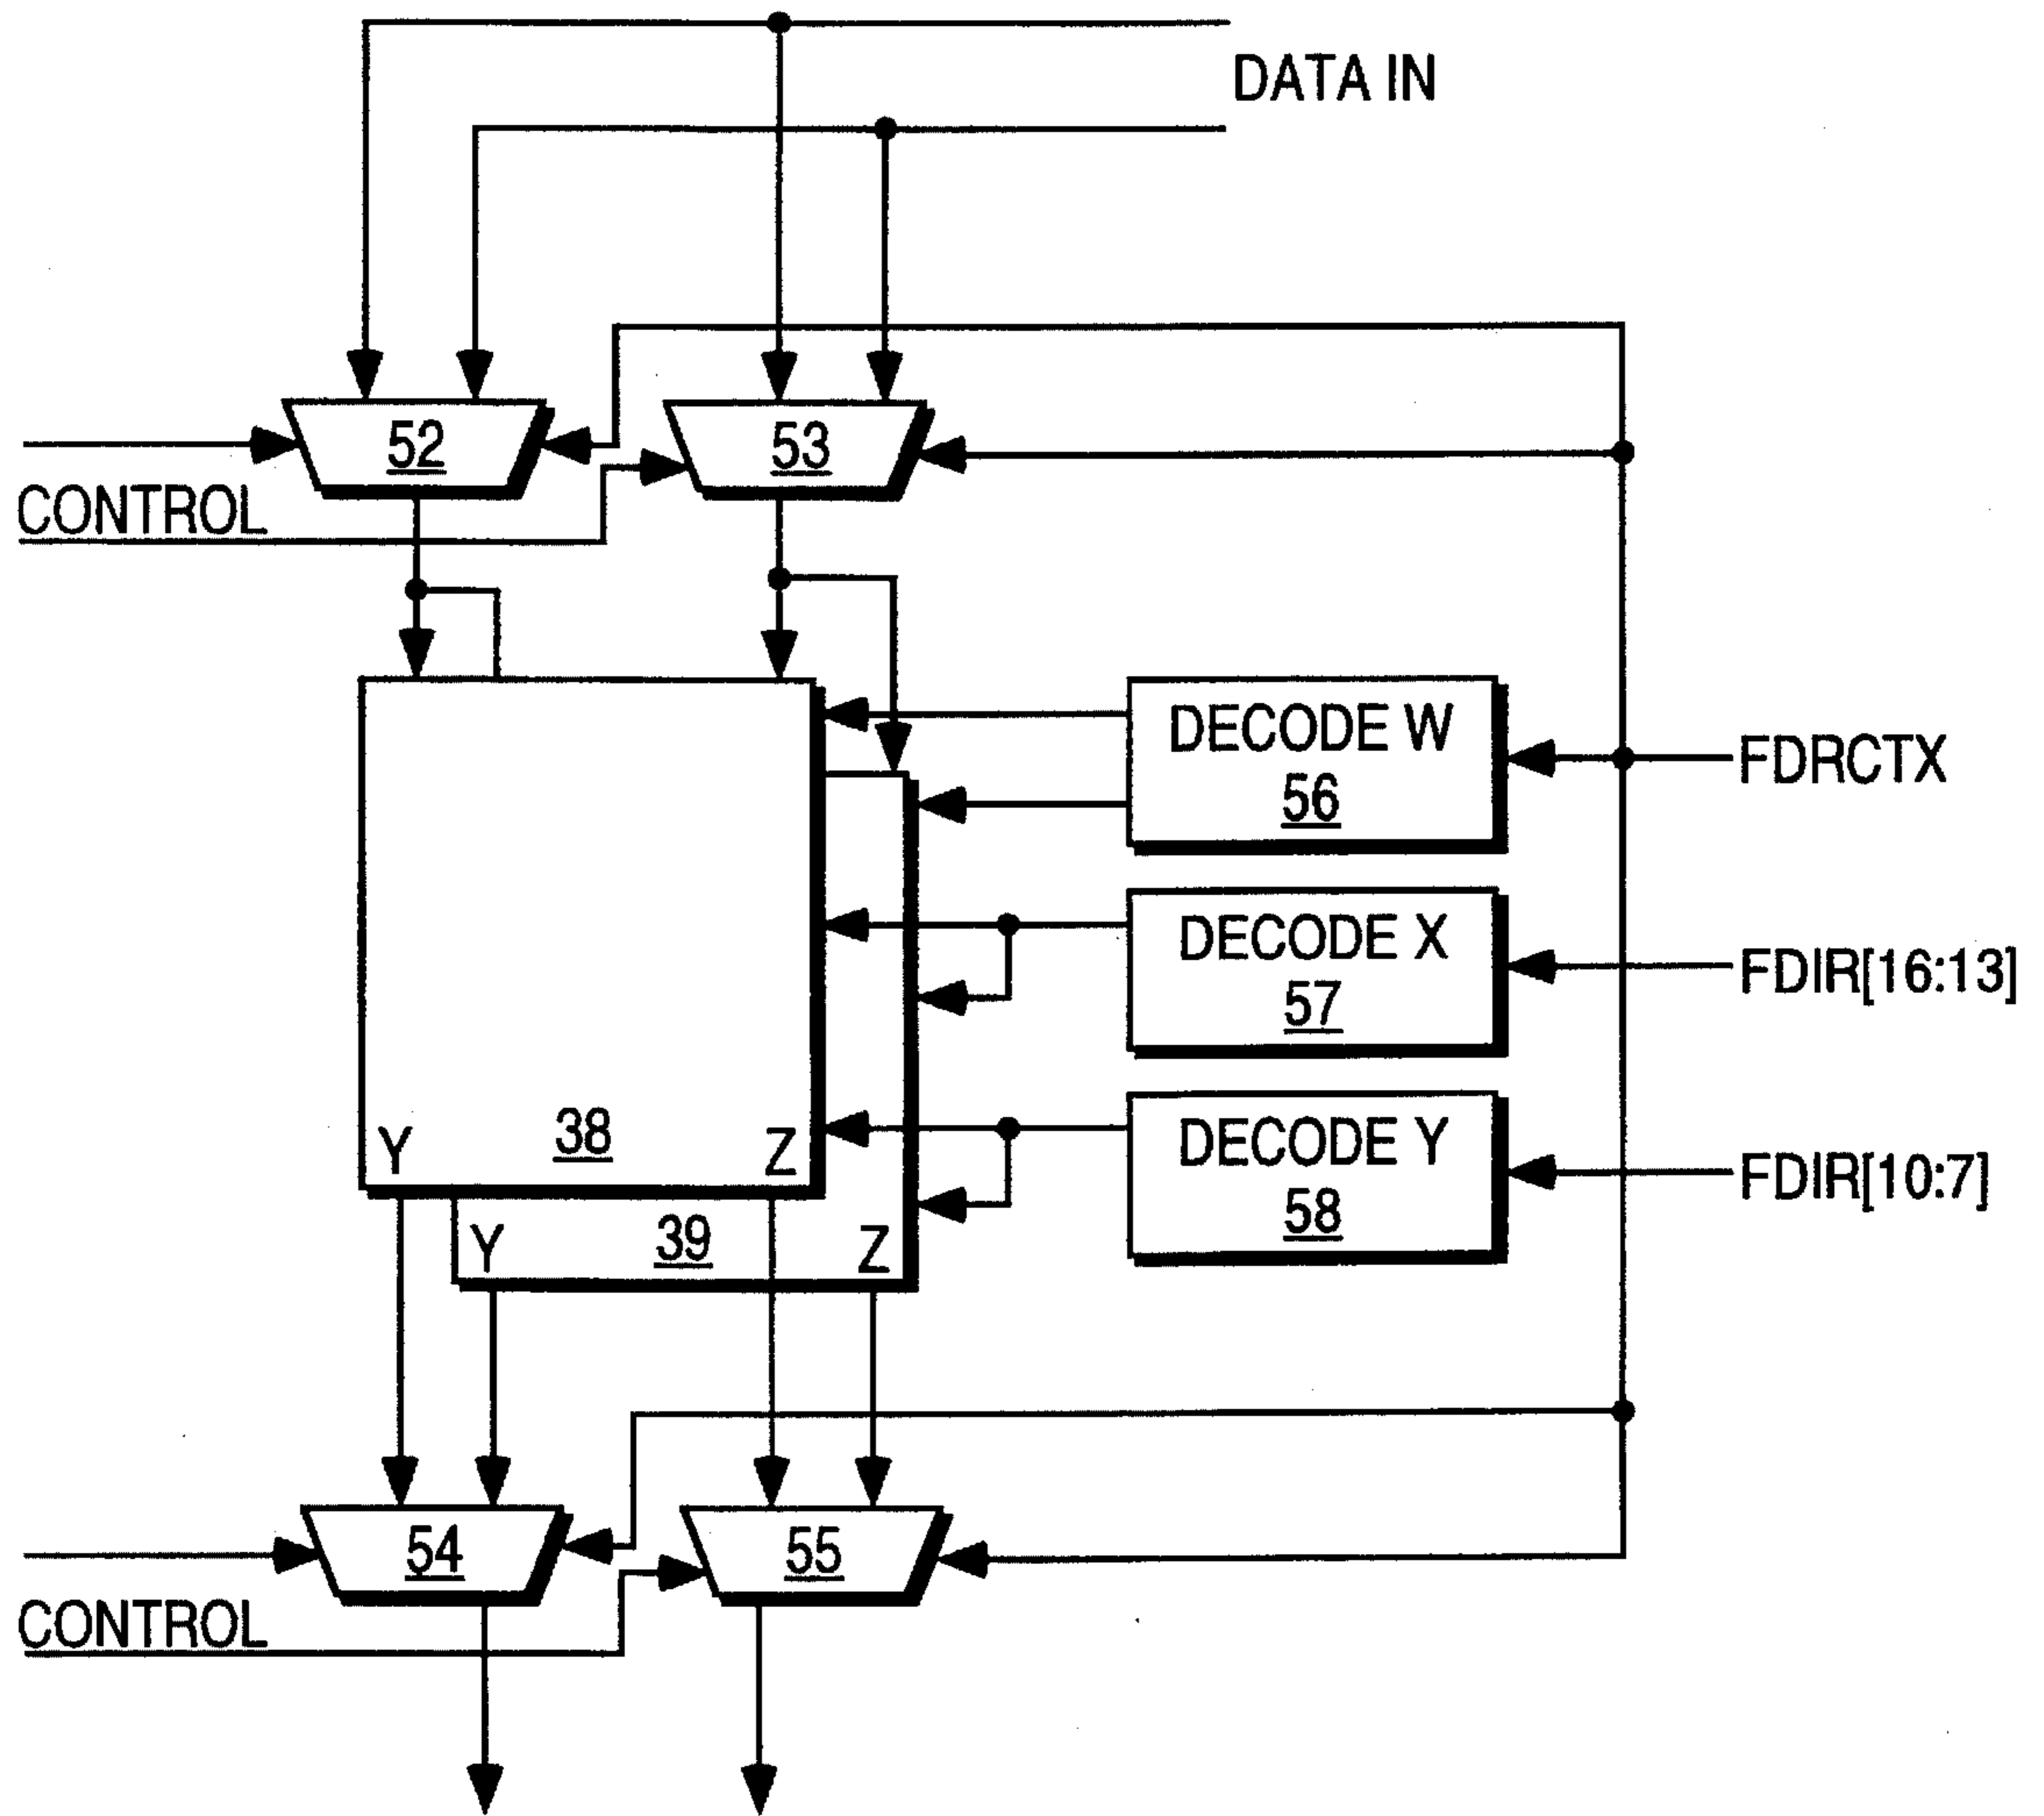 DATA IN
52
53
CONTROL
DECODE W
56
FDRCTX
DECODE X
57
FDIR[16:13]
Y
38
Z
DECODE Y
58
FDIR[10:7]
Y
39
Z
54
55
CONTROL